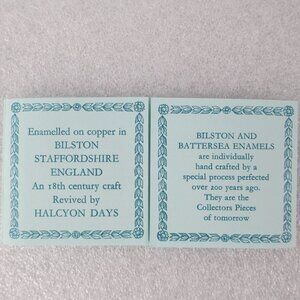 Enamelled on copper in
BILSTON
STAFFORDSHIRE
ENGLAND
An 18th century craft
Revived by
HALCYON DAYS
BILSTON AND
BATTERSEA ENAMELS
are individually
hand crafted by a
special process perfected
over 200 years ago.
They are the
Collectors Pieces
of tomorrow